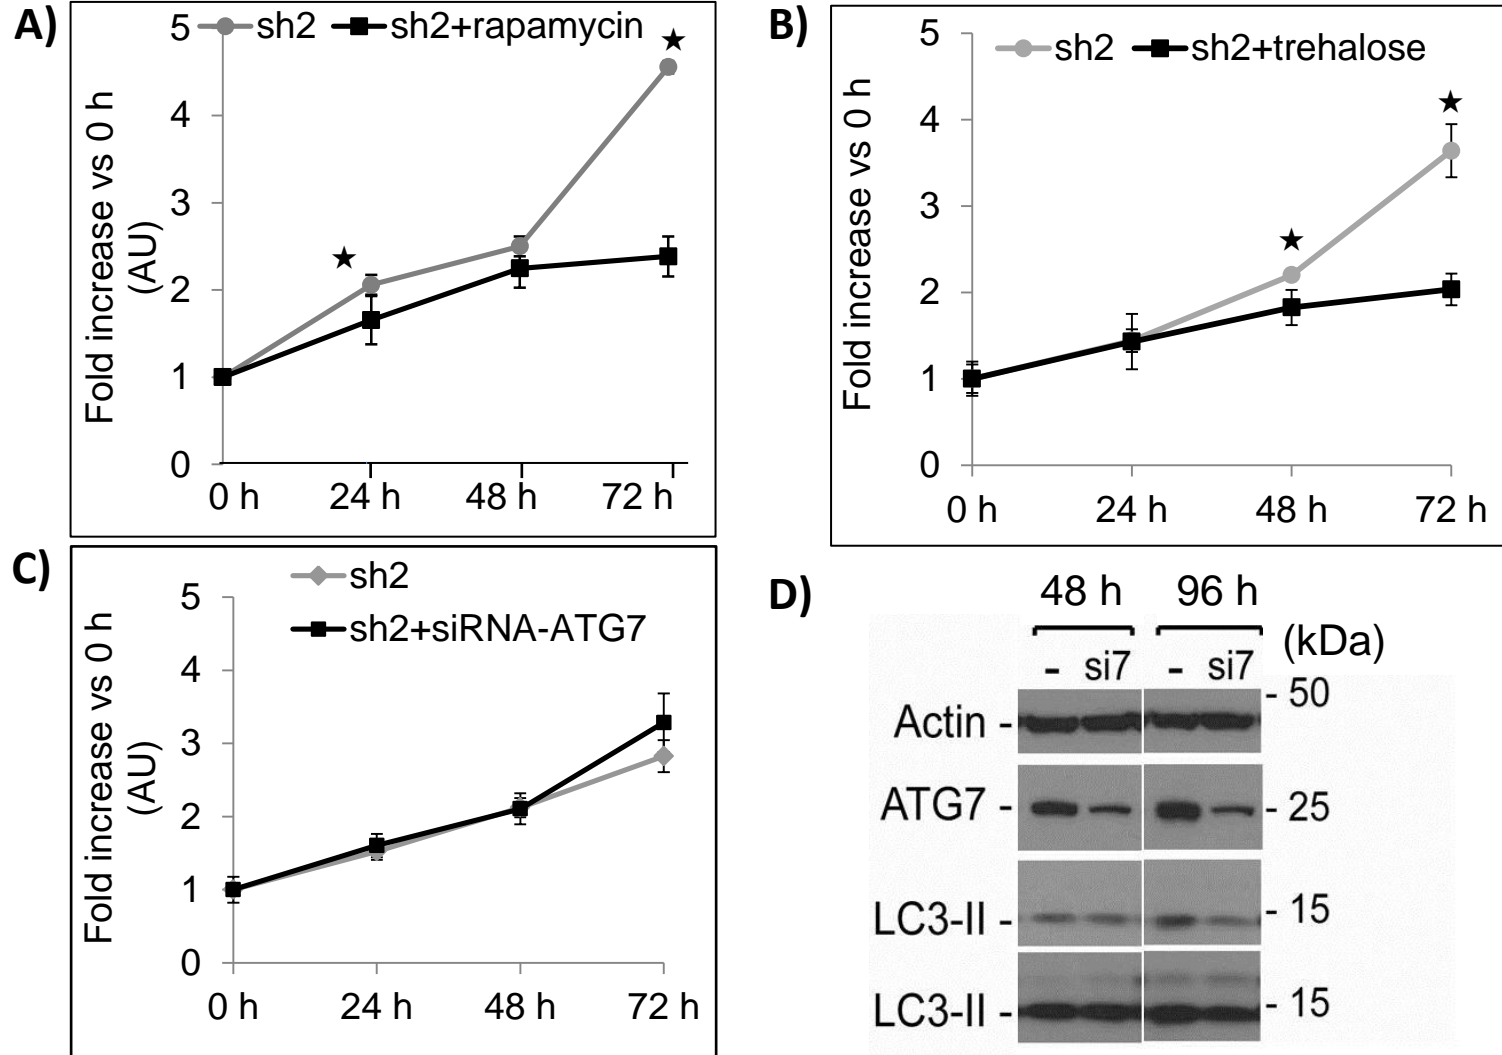 A)
sh2 sh2+rapamycin
Fold increase vs 0 h
(AU)
5
4
3
2
1
0
0 h 24 h 48 h 72 h
B)
sh2 sh2+trehalose
Fold increase vs 0 h
5
4
3
2
1
0
0 h 24 h 48 h 72 h
C)
sh2
sh2+siRNA-ATG7
Fold increase vs 0 h
(AU)
5
4
3
2
1
0
0 h 24 h 48 h 72 h
D)
48 h 96 h
(kDa)
- si7 - si7
- 50
Actin -
ATG7 - - 25
LC3-II - - 15
LC3-II - - 15